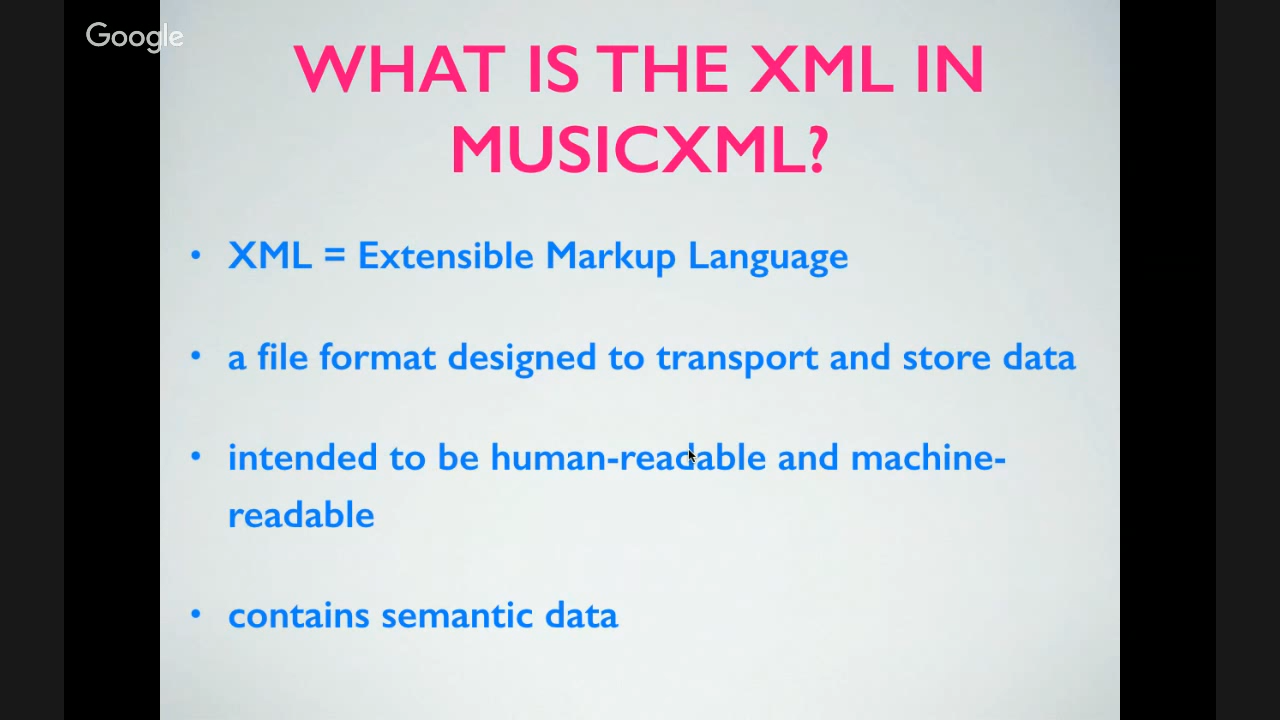 Google
WHAT IS THE XML IN
MUSICXML?
• XML = Extensible Markup Language
• a file format designed to transport and store data
• intended to be human-readable and machine-
readable
• contains semantic data